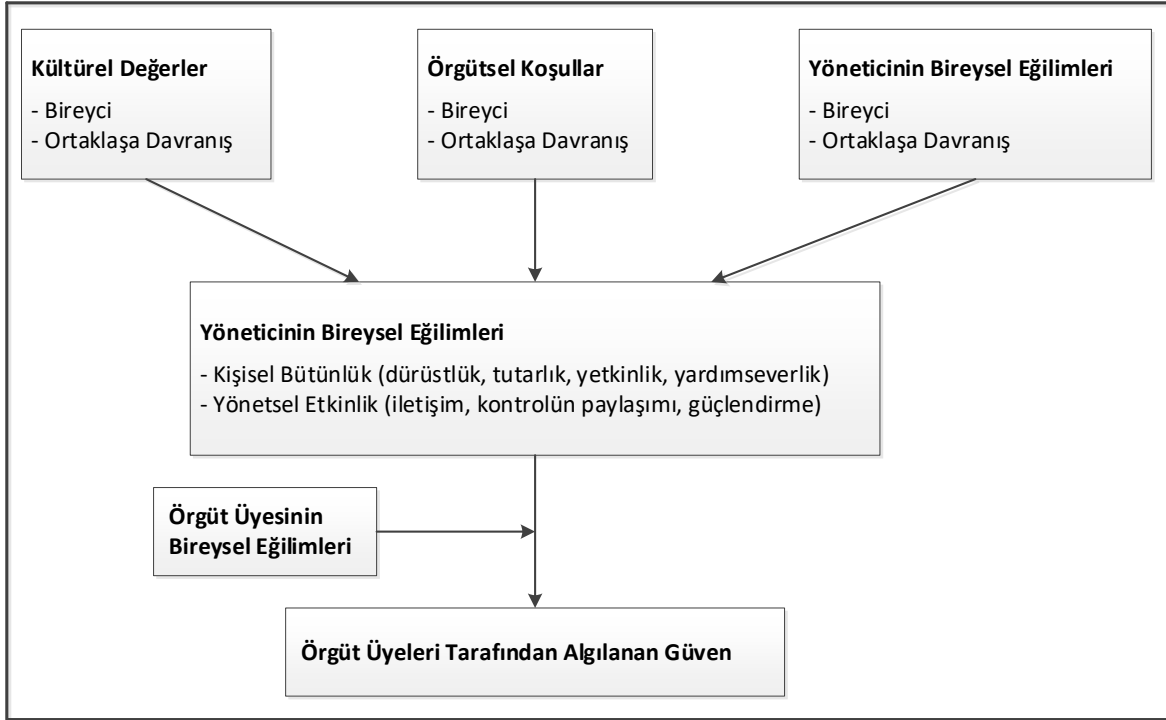 Kültürel Değerler
- Bireyci
- Ortaklaşa Davranış
Örgütsel Koşullar
- Bireyci
- Ortaklaşa Davranış
Yöneticinin Bireysel Eğilimleri
- Bireyci
- Ortaklaşa Davranış
Yöneticinin Bireysel Eğilimleri
- Kişisel Bütünlük (dürüstlük, tutarlık, yetkinlik, yardımseverlik)
- Yönetsel Etkinlik (iletişim, kontrolün paylaşımı, güçlendirme)
Örgüt Üyesinin
Bireysel Eğilimleri
Örgüt Üyeleri Tarafından Algılanan Güven